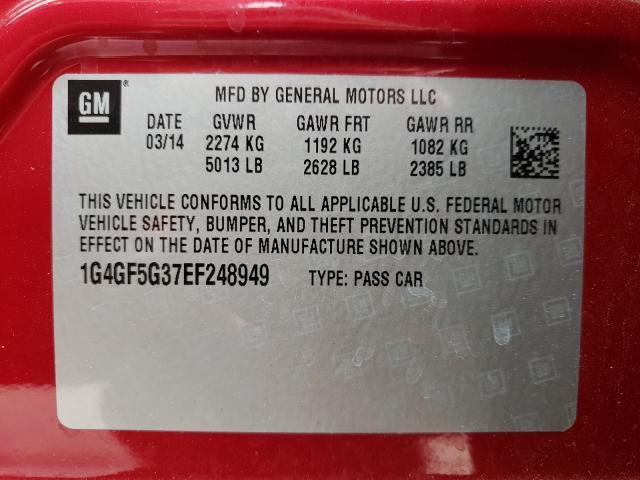 GM ®
MFD BY GENERAL MOTORS LLC
DATE GVWR GAWR FRT GAWR RR
03/14 2274 KG 1192 KG 1082 KG
5013 LB 2628 LB 2385 LB
THIS VEHICLE CONFORMS TO ALL APPLICABLE U.S. FEDERAL MOTOR
VEHICLE SAFETY, BUMPER, AND THEFT PREVENTION STANDARDS IN
EFFECT ON THE DATE OF MANUFACTURE SHOWN ABOVE.
1G4GF5G37EF248949 TYPE: PASS CAR